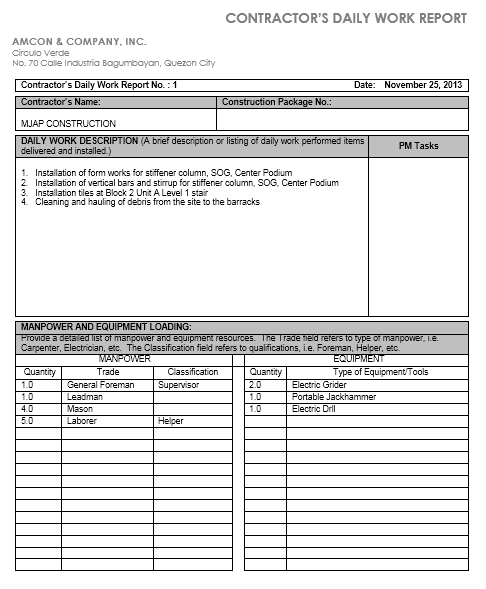 CONTRACTOR'S DAILY WORK REPORT
AMCON & COMPANY, INC.
Circulo Verde
No. 70 Calle Industria Bagumbayan, Quezon City
Contractor's Daily Work Report No. : 1 Date: November 25, 2013
Contractor's Name: Construction Package No.:
MJAP CONSTRUCTION
DAILY WORK DESCRIPTION (A brief description or listing of daily work performed items
delivered and installed.) PM Tasks
1. Installation of form works for stiffener column, SOG, Center Podium
2. Installation of vertical bars and stirrup for stiffener column, SOG, Center Podium
3. Installation tiles at Block 2 Unit A Level 1 stair
4. Cleaning and hauling of debris from the site to the barracks
MANPOWER AND EQUIPMENT LOADING:
Provide a detailed list of manpower and equipment resources. The Trade field refers to type of manpower, i.e.
Carpenter, Electrician, etc. The Classification field refers to qualifications, i.e. Foreman, Helper, etc.
MANPOWER EQUIPMENT
Quantity Trade Classification Quantity Type of Equipment/Tools
1.0 General Foreman Supervisor 2.0 Electric Grider
1.0 Leadman 1.0 Portable Jackhammer
4.0 Mason 1.0 Electric Drll
5.0 Laborer Helper